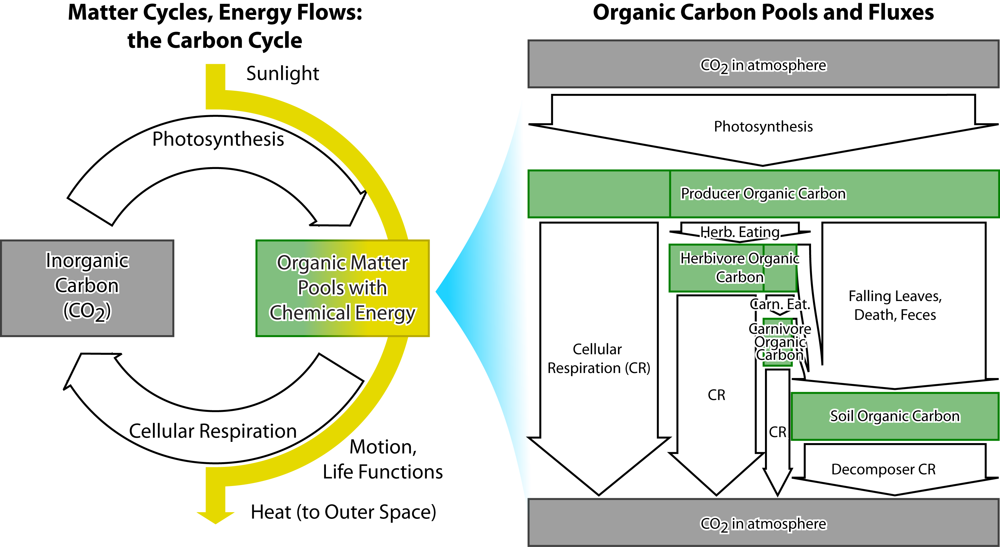 Matter Cycles, Energy Flows:
the Carbon Cycle
Sunlight
Photosynthesis
Inorganic
Carbon
(CO₂)
Organic Matter
Pools with
Chemical Energy
Cellular Respiration
Motion,
Life Functions
Heat (to Outer Space)
Organic Carbon Pools and Fluxes
CO₂ in atmosphere
Photosynthesis
Producer Organic Carbon
Cellular
Respiration (CR)
Herb. Eating
Herbivore Organic
Carbon
CR
Carn. Eat.
Carnivore
Organic
Carbon
CR
Falling Leaves,
Death, Feces
Soil Organic Carbon
Decomposer CR
CO₂ in atmosphere